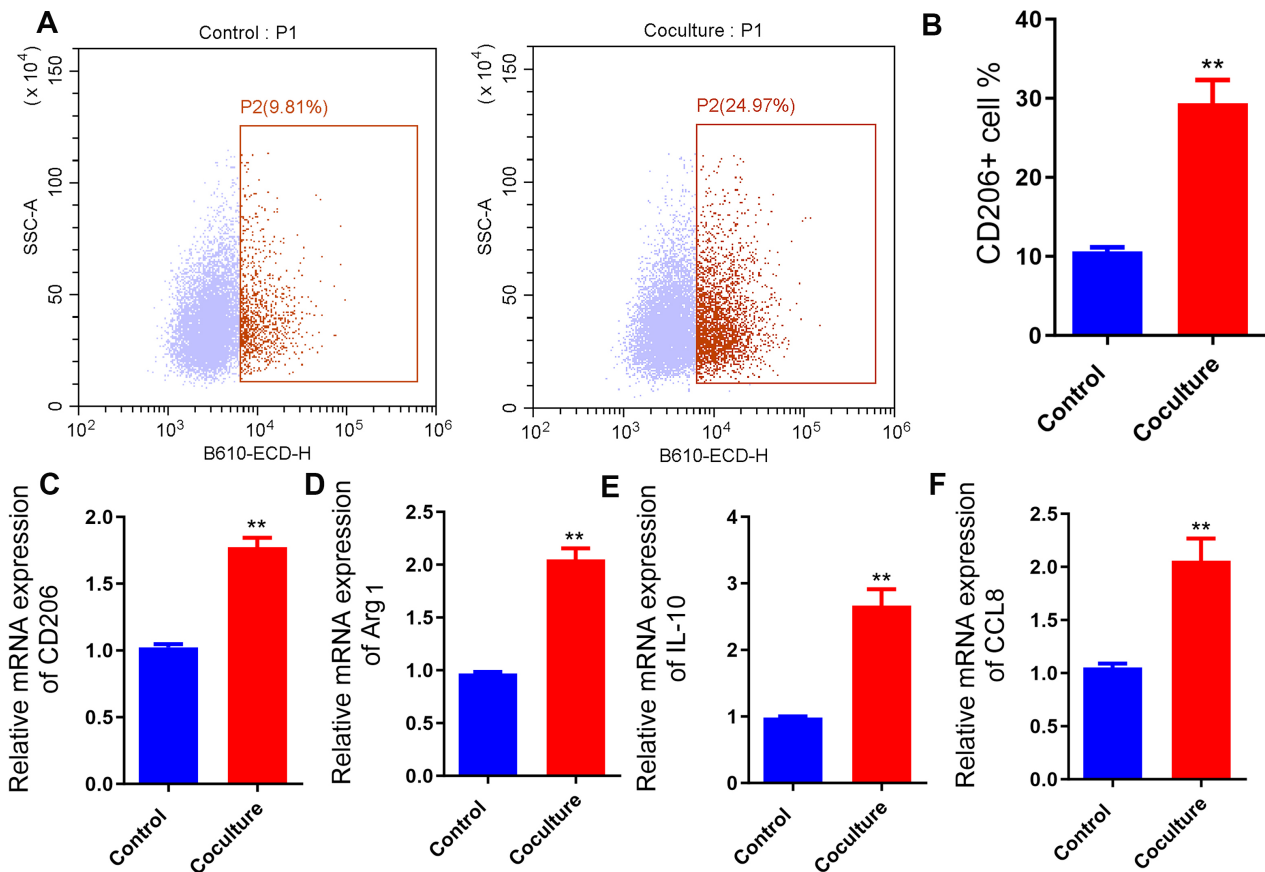 A
Control : P1
(x 10^4)
SSC-A
150
100
50
0
P2(9.81%)
10^2 10^3 10^4 10^5 10^6
B610-ECD-H
Coculture : P1
(x 10^4)
SSC-A
150
100
50
0
P2(24.97%)
10^2 10^3 10^4 10^5 10^6
B610-ECD-H
B
CD206+ cell %
40
30
20
10
0
**
Control
Coculture
C
Relative mRNA expression
of CD206
2.0
1.5
1.0
0.5
0.0
**
Control
Coculture
D
Relative mRNA expression
of Arg 1
2.5
2.0
1.5
1.0
0.5
0.0
**
Control
Coculture
E
Relative mRNA expression
of IL-10
4
3
2
1
0
**
Control
Coculture
F
Relative mRNA expression
of CCL8
2.5
2.0
1.5
1.0
0.5
0.0
**
Control
Coculture